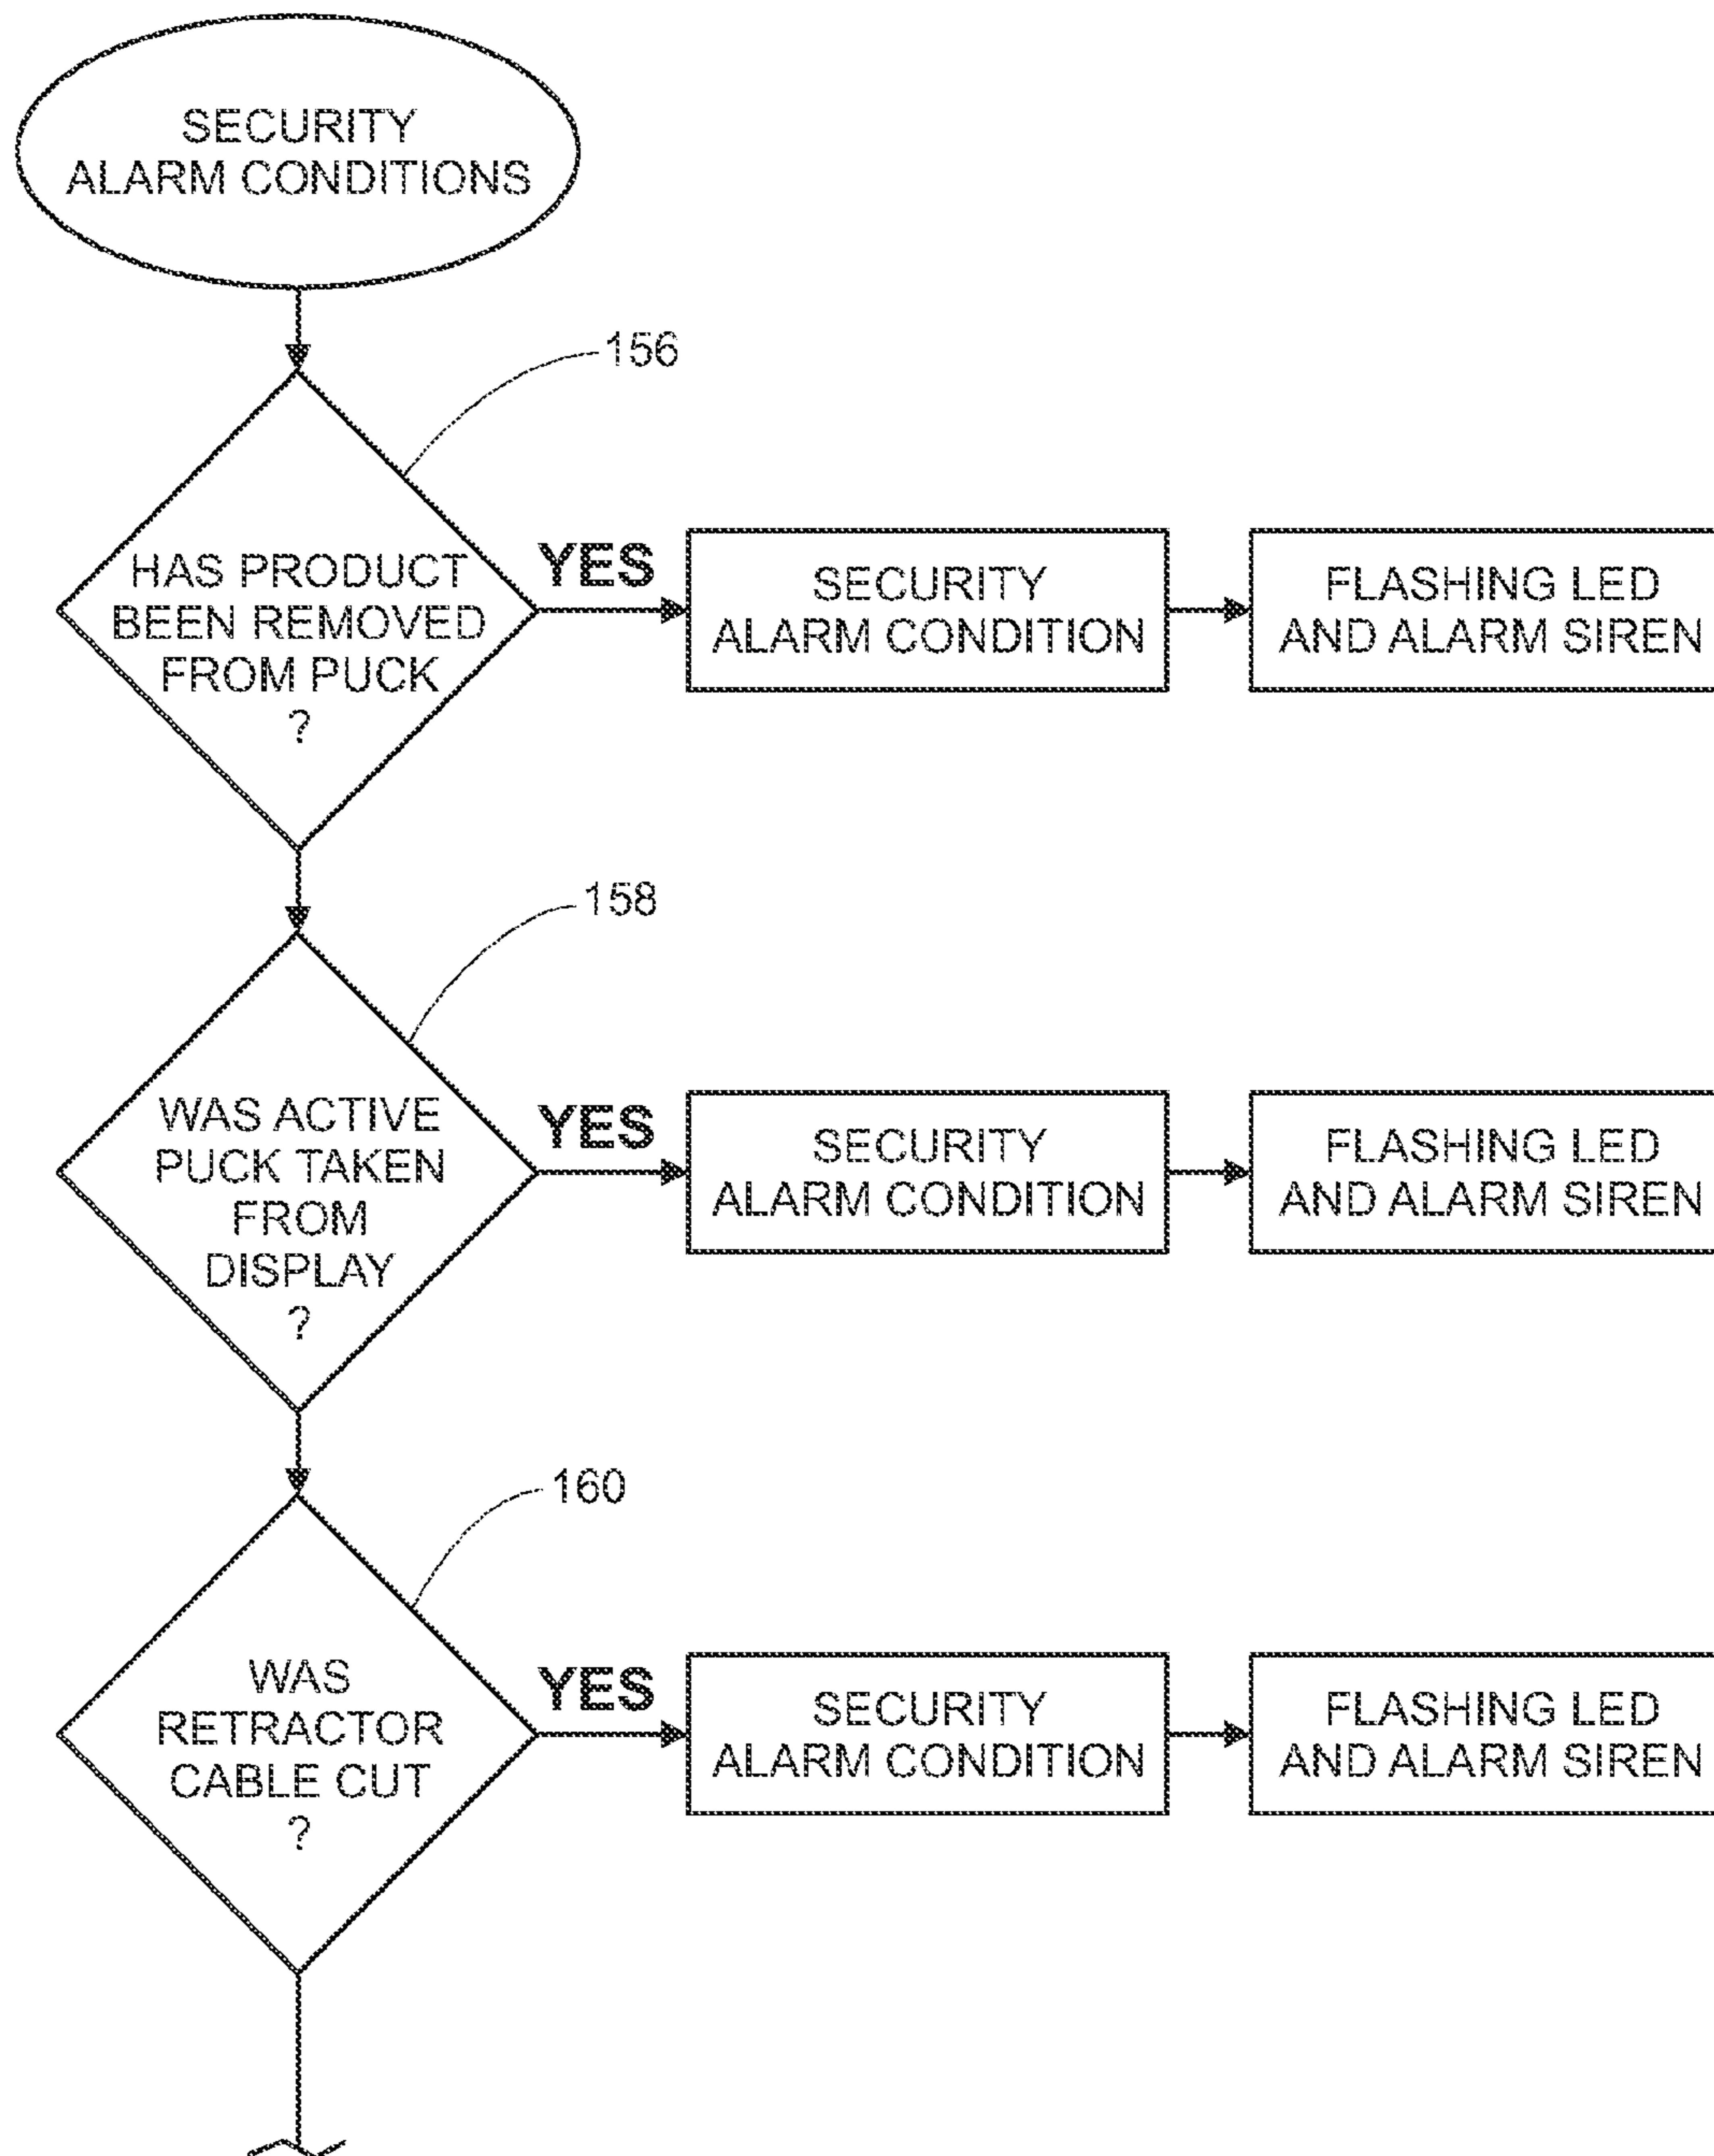 SECURITY
ALARM CONDITIONS
156
HAS PRODUCT
BEEN REMOVED
FROM PUCK
?
YES
SECURITY
ALARM CONDITION
FLASHING LED
AND ALARM SIREN
158
WAS ACTIVE
PUCK TAKEN
FROM
DISPLAY
?
YES
SECURITY
ALARM CONDITION
FLASHING LED
AND ALARM SIREN
160
WAS
RETRACTOR
CABLE CUT
?
YES
SECURITY
ALARM CONDITION
FLASHING LED
AND ALARM SIREN